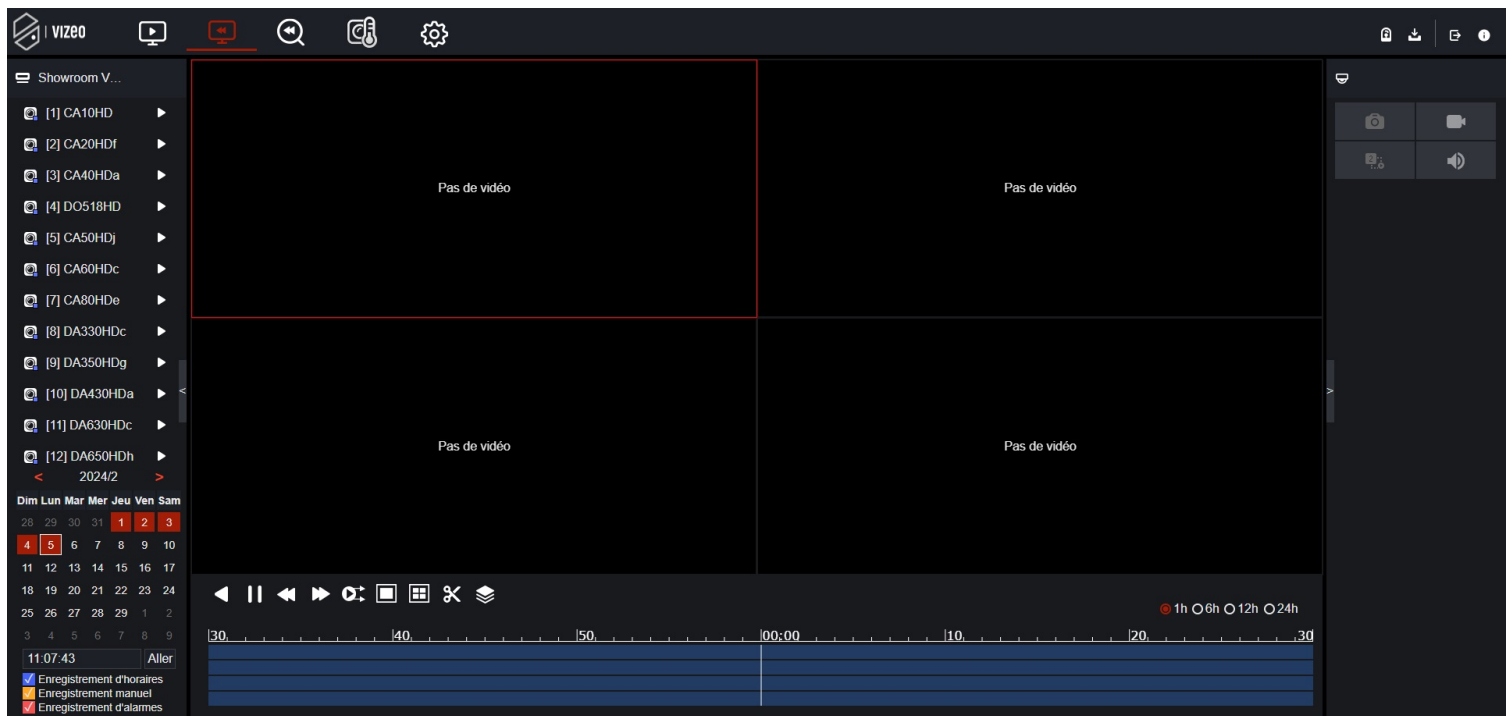 VIZEO
Showroom V...
[1] CA10HD
[2] CA20HDf
[3] CA40HDa
[4] DO518HD
[5] CA50HDj
[6] CA60HDc
[7] CA80HDe
[8] DA330HDc
[9] DA350HDg
[10] DA430HDa
[11] DA630HDc
[12] DA650HDh
< 2024/2 >
Dim Lun Mar Mer Jeu Ven Sam
28 29 30 31 1 2 3
4 5 6 7 8 9 10
11 12 13 14 15 16 17
18 19 20 21 22 23 24
25 26 27 28 29 1 2
3 4 5 6 7 8 9
11:07:43 Aller
Enregistrement d'horaires
Enregistrement manuel
Enregistrement d'alarmes
Pas de vidéo
Pas de vidéo
Pas de vidéo
Pas de vidéo
1h 6h 12h 24h
30 40 50 00:00 10 20 30